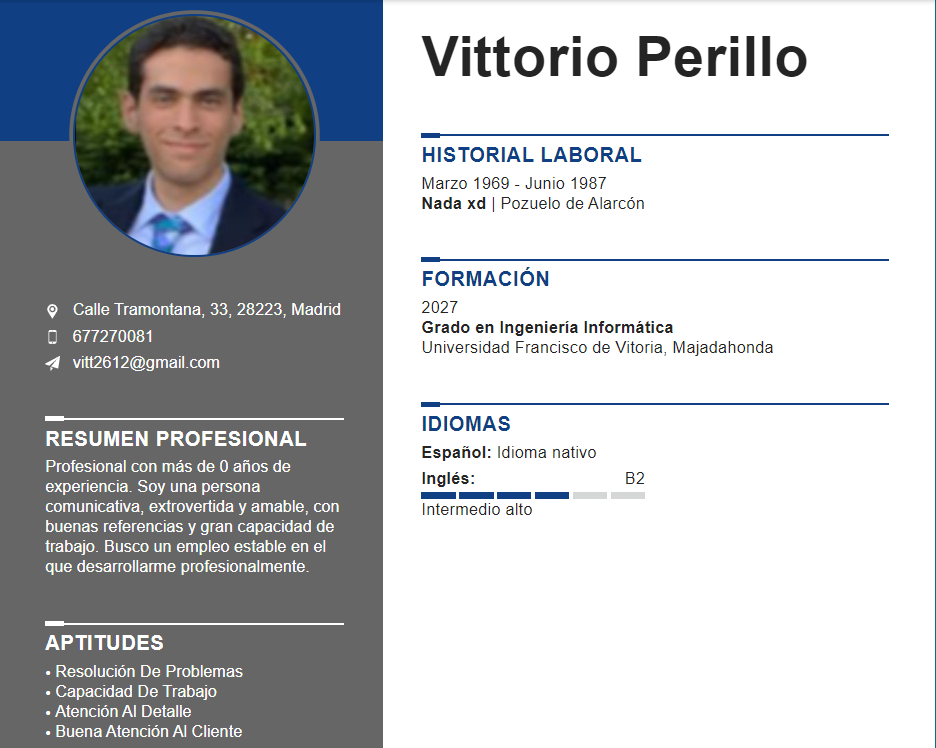 Vittorio Perillo
Calle Tramontana, 33, 28223, Madrid
677270081
vitt2612@gmail.com
RESUMEN PROFESIONAL
Profesional con más de 0 años de
experiencia. Soy una persona
comunicativa, extrovertida y amable, con
buenas referencias y gran capacidad de
trabajo. Busco un empleo estable en el
que desarrollarme profesionalmente.
APTITUDES
• Resolución De Problemas
• Capacidad De Trabajo
• Atención Al Detalle
• Buena Atención Al Cliente
HISTORIAL LABORAL
Marzo 1969 - Junio 1987
Nada xd | Pozuelo de Alarcón
FORMACIÓN
2027
Grado en Ingeniería Informática
Universidad Francisco de Vitoria, Majadahonda
IDIOMAS
Español: Idioma nativo
Inglés: B2
Intermedio alto